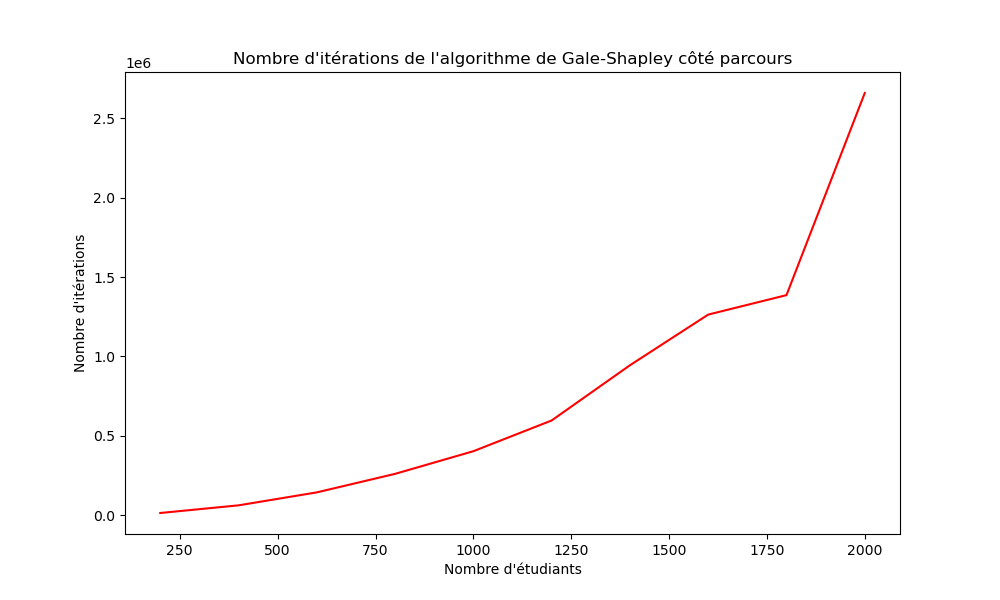 Nombre d'itérations de l'algorithme de Gale-Shapley côté parcours
1e6
2.5
2.0
1.5
1.0
0.5
0.0
Nombre d'itérations
250 500 750 1000 1250 1500 1750 2000
Nombre d'étudiants